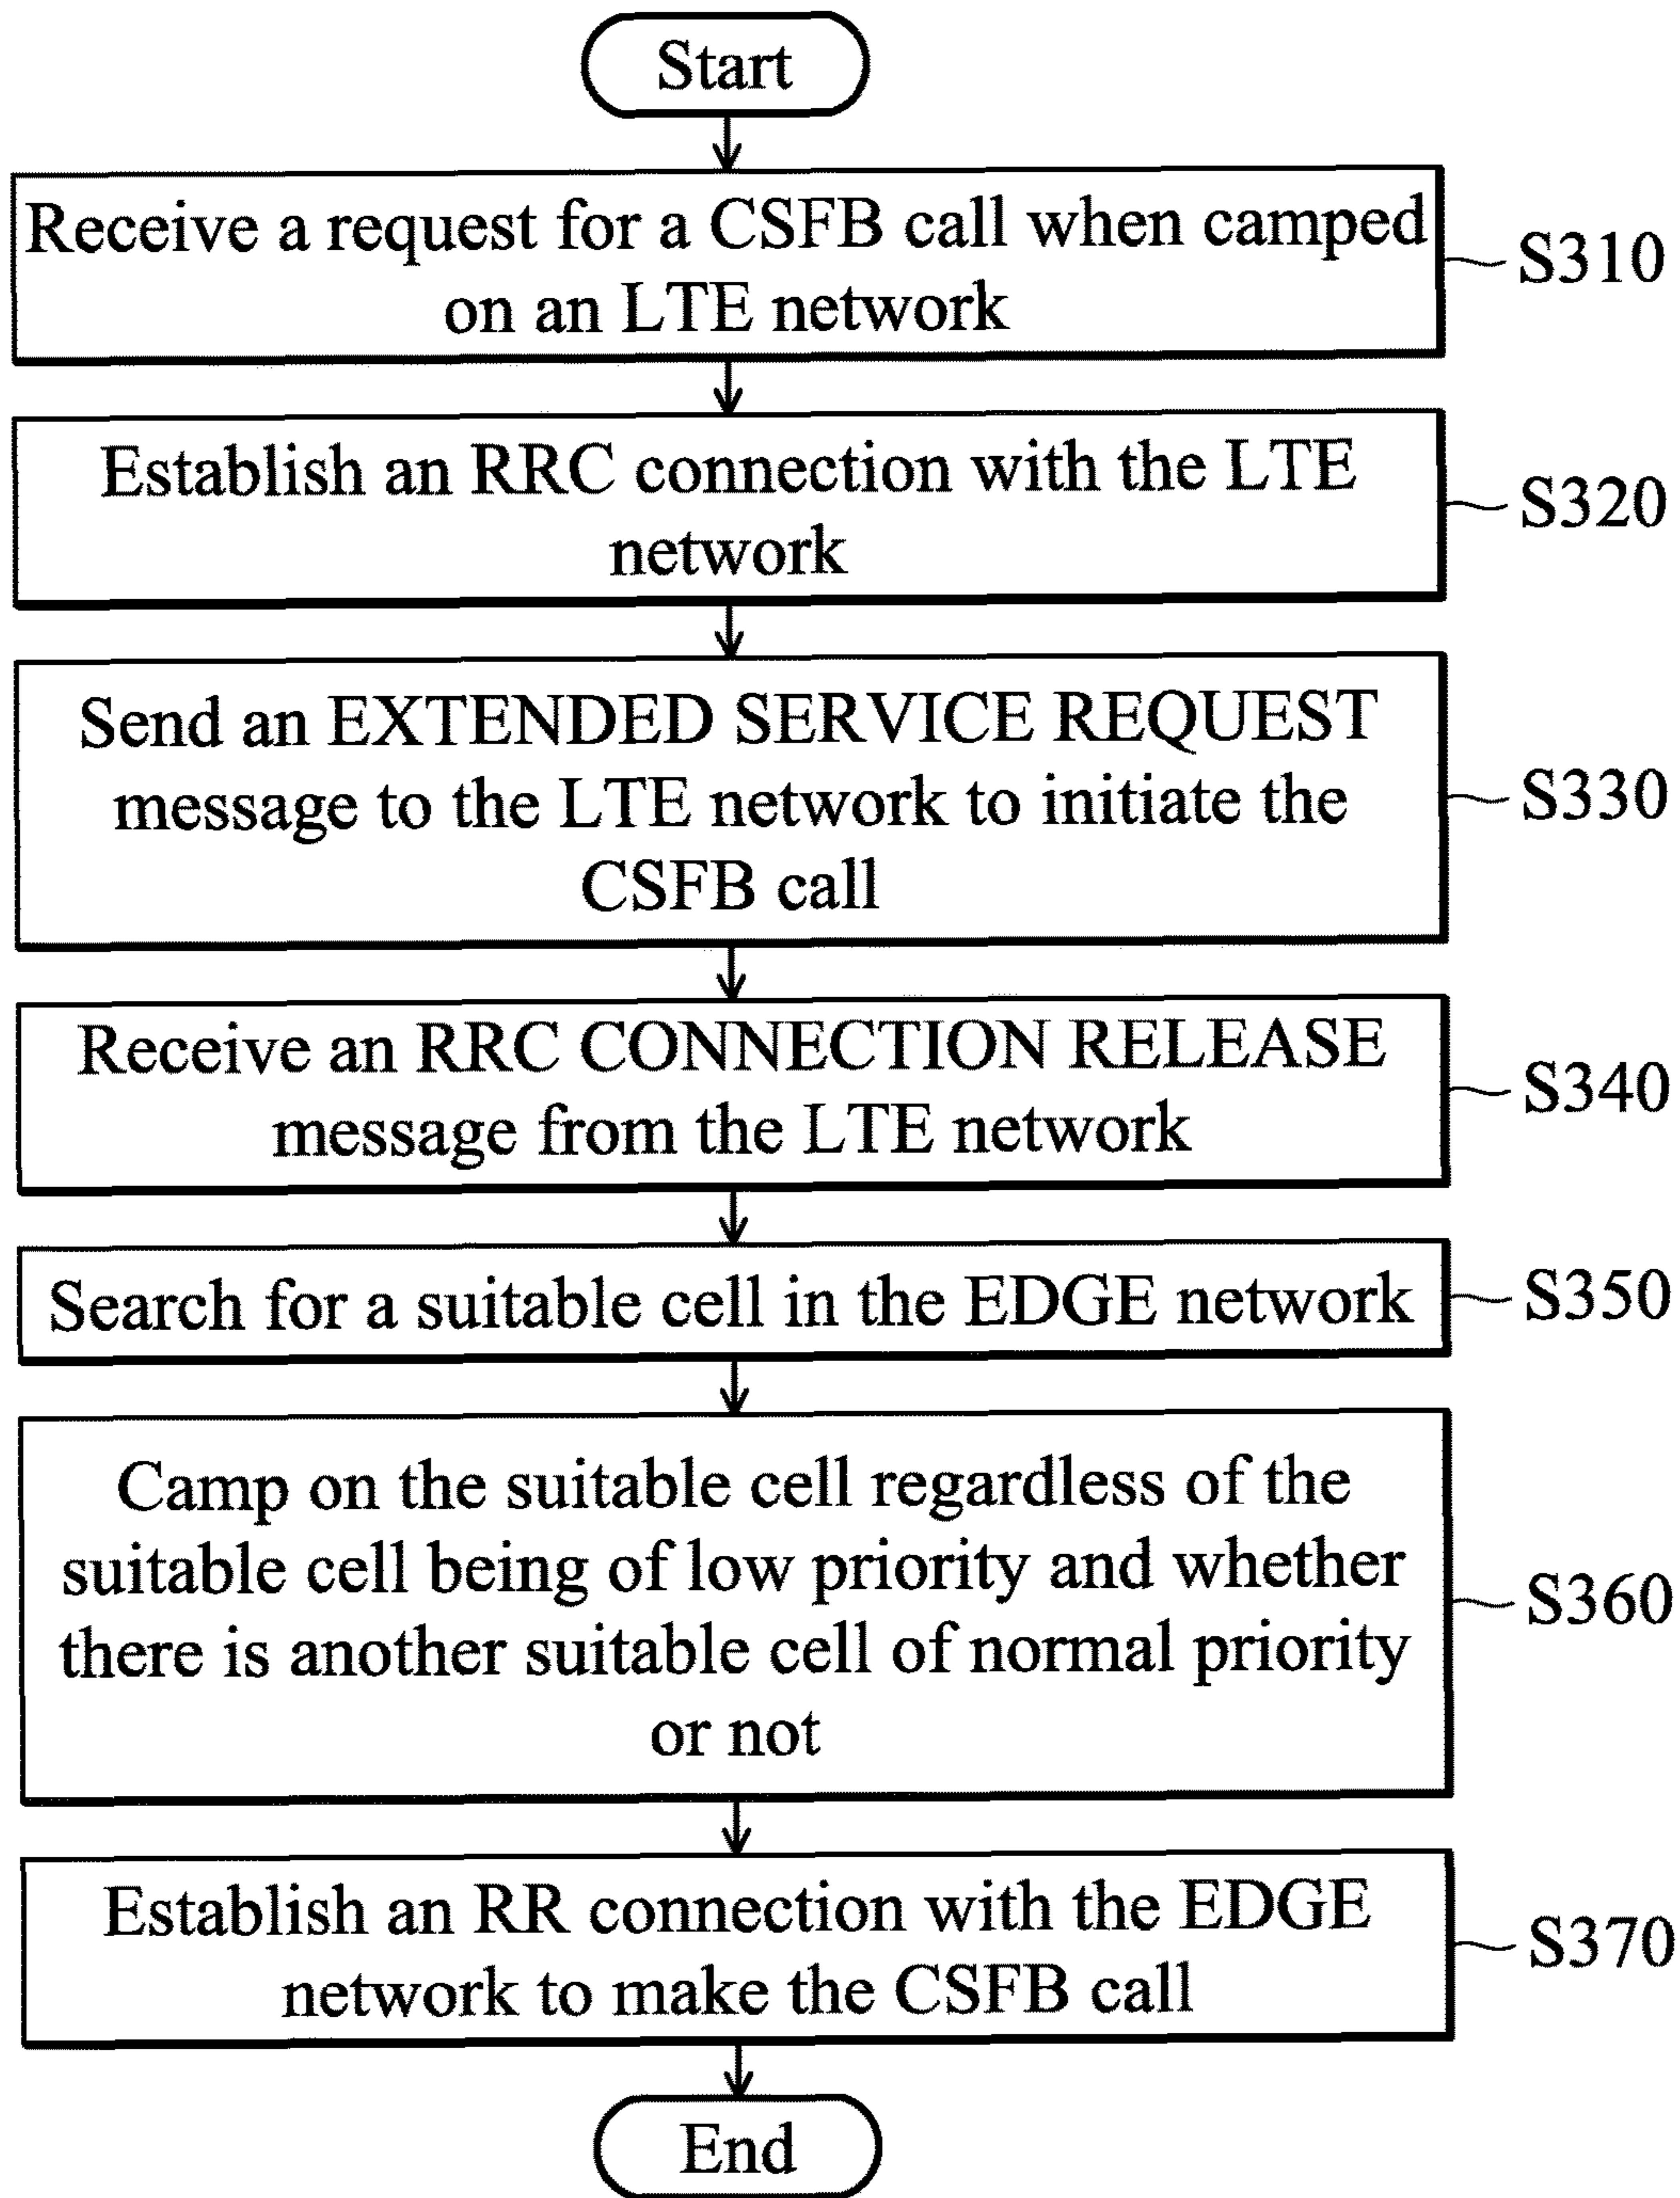 Start
Receive a request for a CSFB call when camped
on an LTE network
S310
Establish an RRC connection with the LTE
network
S320
Send an EXTENDED SERVICE REQUEST
message to the LTE network to initiate the
CSFB call
S330
Receive an RRC CONNECTION RELEASE
message from the LTE network
S340
Search for a suitable cell in the EDGE network
S350
Camp on the suitable cell regardless of the
suitable cell being of low priority and whether
there is another suitable cell of normal priority
or not
S360
Establish an RR connection with the EDGE
network to make the CSFB call
S370
End